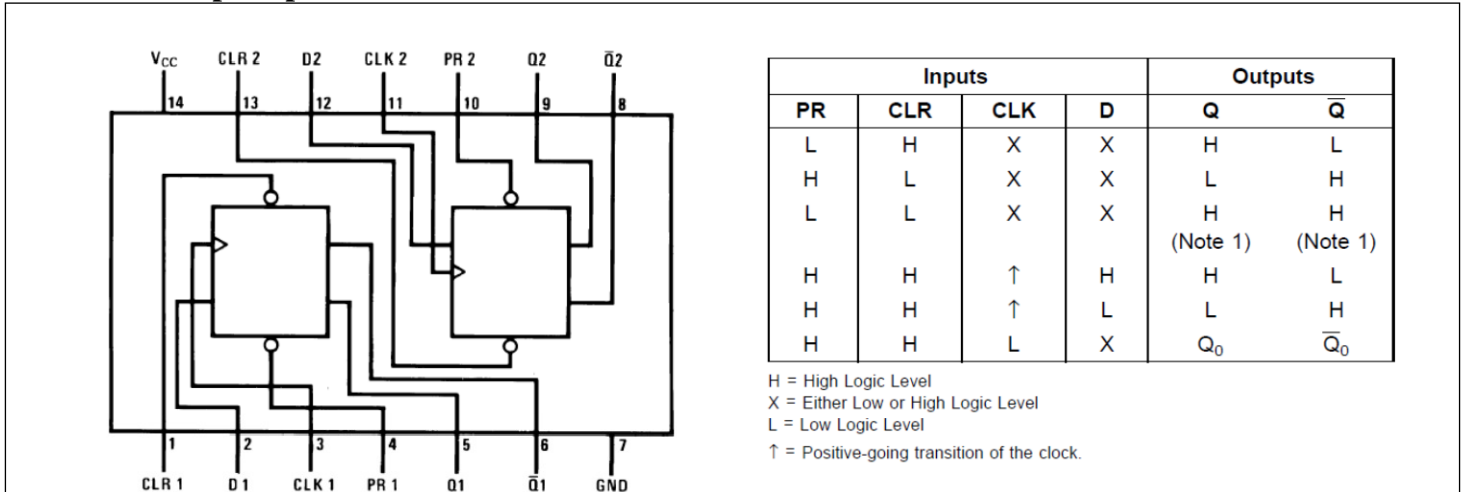 V_CC CLR 2 D2 CLK 2 PR 2 Q2 Q̅2
14 13 12 11 10 9 8
1 2 3 4 5 6 7
CLR 1 D1 CLK 1 PR 1 Q1 Q̅1 GND
Inputs Outputs
PR CLR CLK D Q Q̅
L H X X H L
H L X X L H
L L X X H H
(Note 1) (Note 1)
H H ↑ H H L
H H ↑ L L H
H H L X Q₀ Q̅₀
H = High Logic Level
X = Either Low or High Logic Level
L = Low Logic Level
↑ = Positive-going transition of the clock.